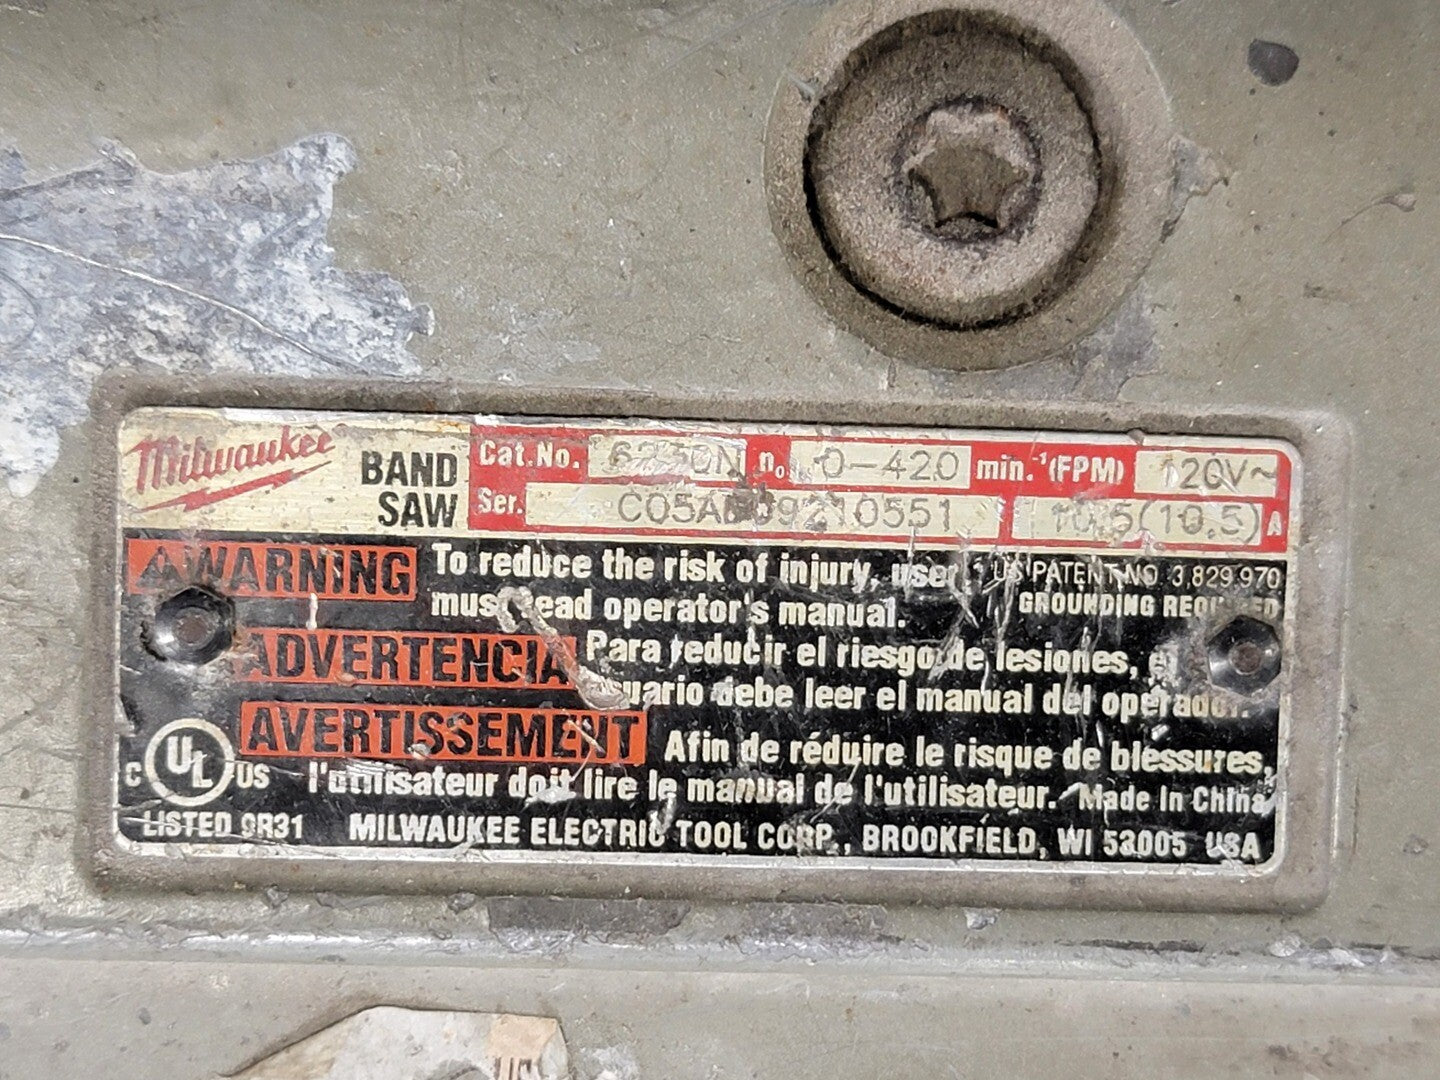 Milwaukee
BAND SAW
Cat.No. 6230N n₀ 0-420 min.⁻¹(FPM) 120V~
Ser. 10.5(10.5) A
WARNING To reduce the risk of injury, user
must read operator's manual.
US PATENT NO. 3,829,970
GROUNDING REQUIRED
ADVERTENCIA Para reducir el riesgo de lesiones, el
usuario debe leer el manual del operador.
AVERTISSEMENT Afin de réduire le risque de blessures,
l'utilisateur doit lire le manual de l'utilisateur. Made In China
C UL US
LISTED 9R31 MILWAUKEE ELECTRIC TOOL CORP., BROOKFIELD, WI 53005 USA